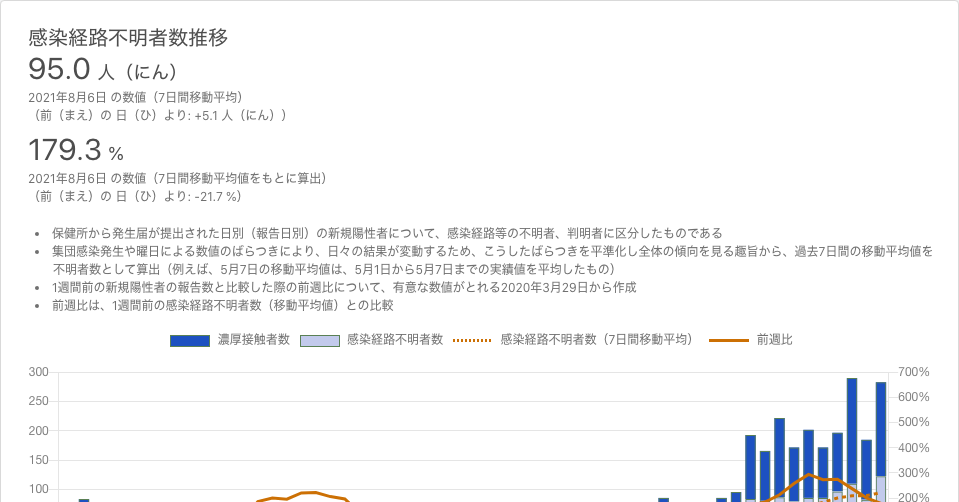 感染経路不明者数推移
95.0 人（にん）
2021年8月6日 の数値（7日間移動平均）
（前（まえ）の 日（ひ）より: +5.1 人（にん））
179.3 %
2021年8月6日 の数値（7日間移動平均値をもとに算出）
（前（まえ）の 日（ひ）より: -21.7 %）
• 保健所から発生届が提出された日別（報告日別）の新規陽性者について、感染経路等の不明者、判明者に区分したものである
• 集団感染発生や曜日による数値のばらつきにより、日々の結果が変動するため、こうしたばらつきを平準化し全体の傾向を見る趣旨から、過去7日間の移動平均値を
不明者数として算出（例えば、5月7日の移動平均値は、5月1日から5月7日までの実績値を平均したもの）
• 1週間前の新規陽性者の報告数と比較した際の前週比について、有意な数値がとれる2020年3月29日から作成
• 前週比は、1週間前の感染経路不明者数（移動平均値）との比較
濃厚接触者数 感染経路不明者数 感染経路不明者数（7日間移動平均） 前週比
300 700%
600%
250
500%
200
400%
150
300%
100
200%